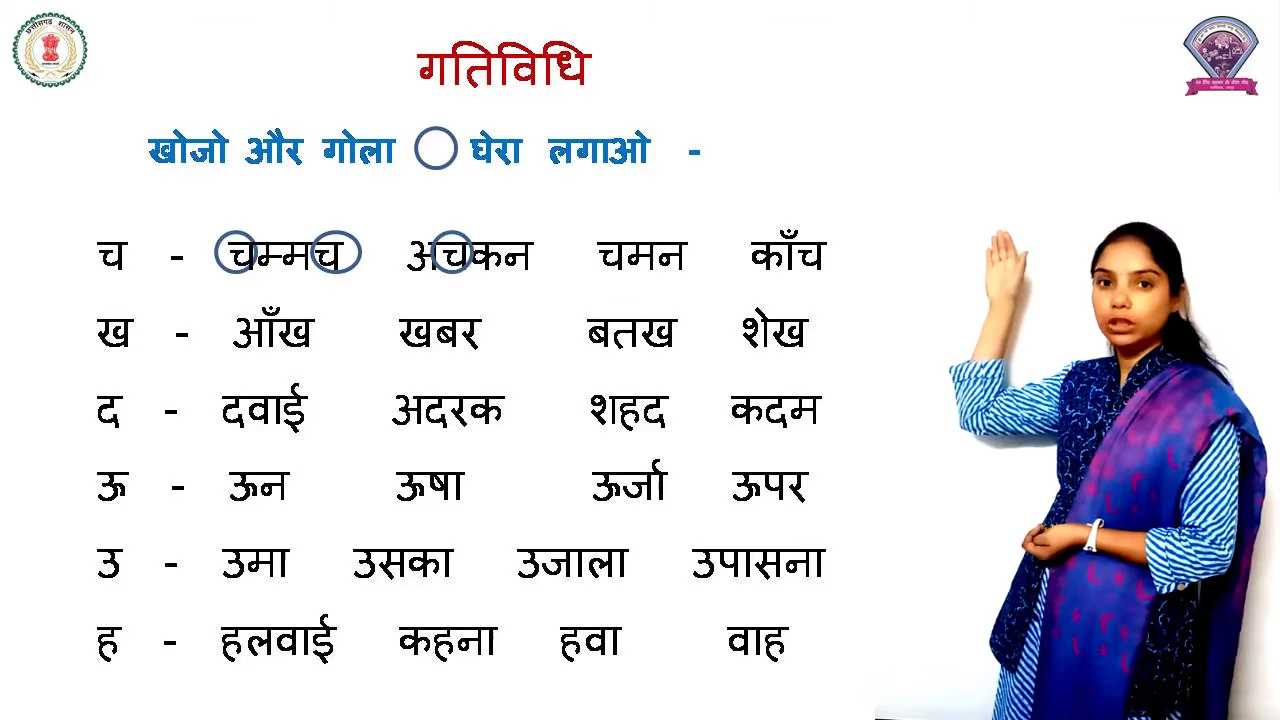 गतिविधि
खोजो और गोला घेरा लगाओ -
च - चम्मच अचकन चमन काँच
ख - आँख खबर बतख शेख
द - दवाई अदरक शहद कदम
ऊ - ऊन ऊषा ऊर्जा ऊपर
उ - उमा उसका उजाला उपासना
ह - हलवाई कहना हवा वाह